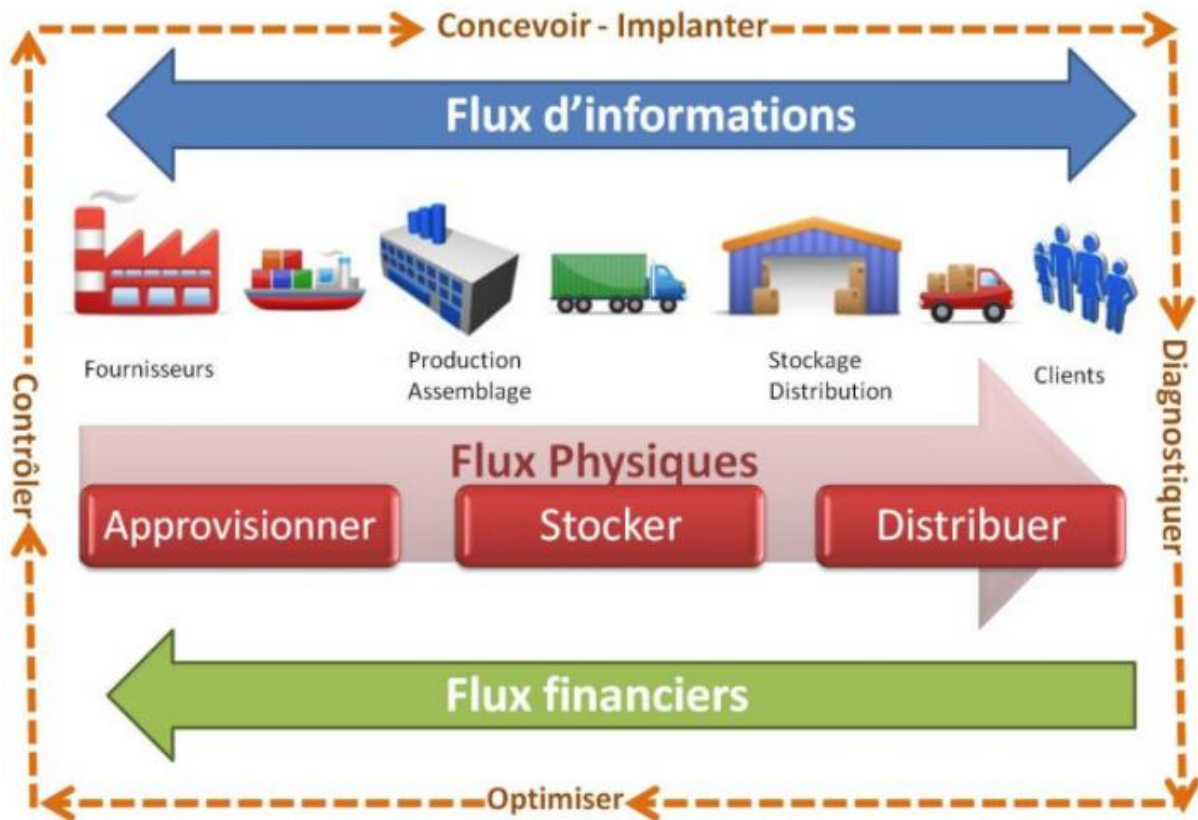 Concevoir - Implanter
Flux d’informations
Fournisseurs
Production
Assemblage
Stockage
Distribution
Clients
Flux Physiques
Approvisionner
Stocker
Distribuer
Flux financiers
Contrôler
Diagnostiquer
Optimiser